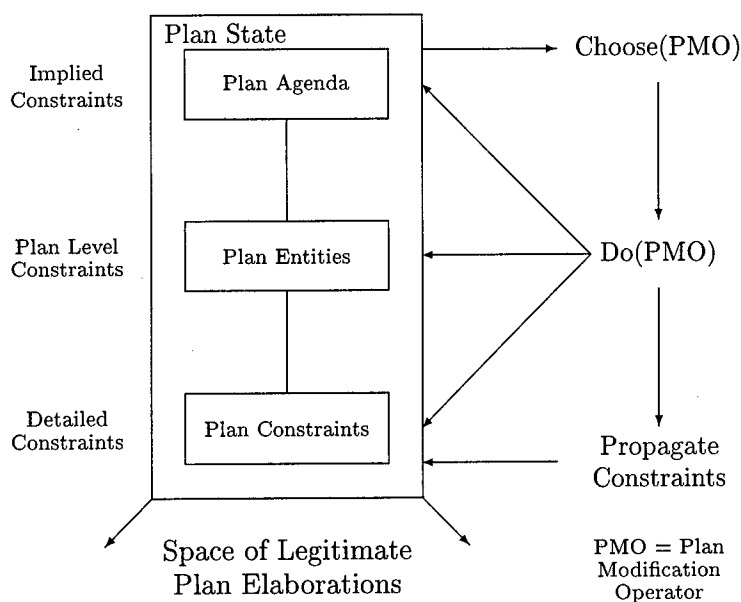 Plan State
Choose(PMO)
Implied
Constraints
Plan Agenda
Plan Level
Constraints
Plan Entities
Do(PMO)
Detailed
Constraints
Plan Constraints
Propagate
Constraints
Space of Legitimate
Plan Elaborations
PMO = Plan
Modification
Operator